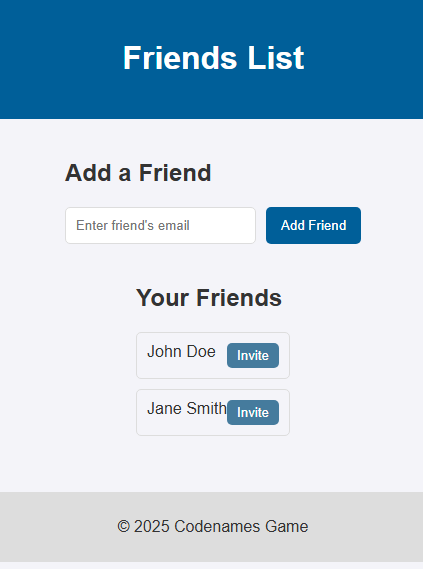 Friends List
Add a Friend
Enter friend's email Add Friend
Your Friends
John Doe Invite
Jane Smith Invite
© 2025 Codenames Game